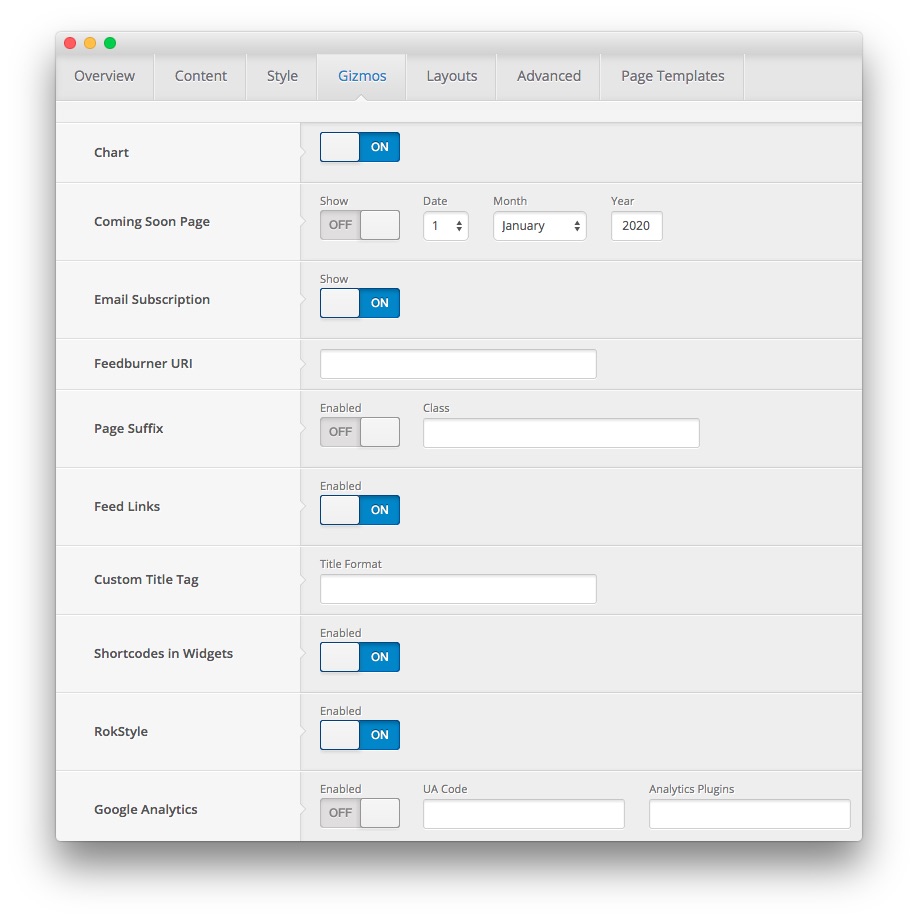 Overview Content Style Gizmos Layouts Advanced Page Templates
Chart ON
Show Date Month Year
Coming Soon Page OFF 1 January 2020
Show
Email Subscription ON
Feedburner URI
Enabled Class
Page Suffix OFF
Enabled
Feed Links ON
Title Format
Custom Title Tag
Enabled
Shortcodes in Widgets ON
Enabled
RokStyle ON
Enabled UA Code Analytics Plugins
Google Analytics OFF